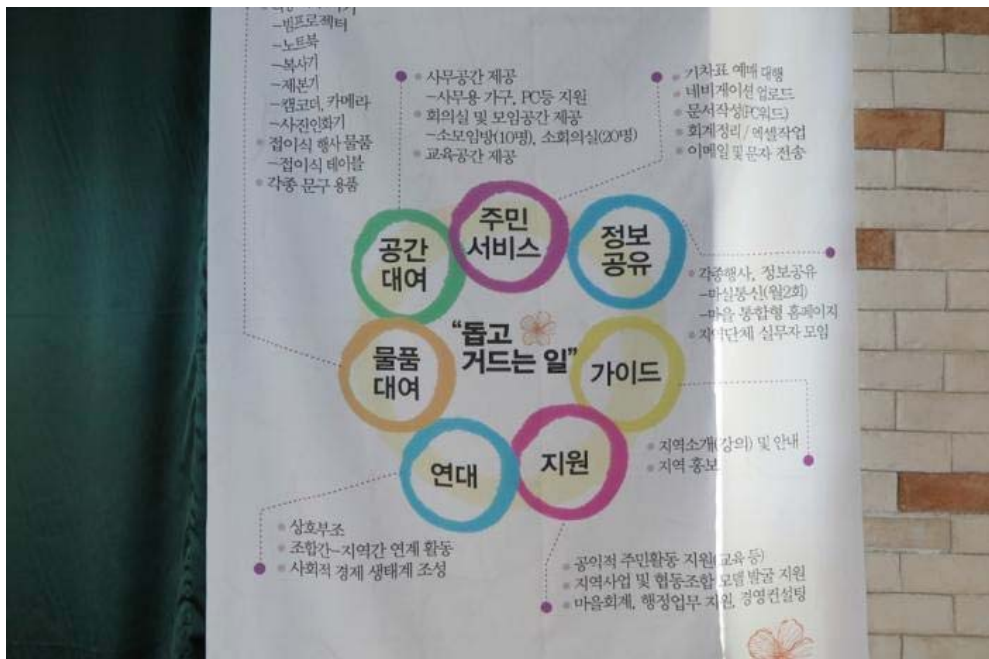 -빔프로젝터
-노트북
-복사기
-제본기
-캠코더, 카메라
-사진인화기
접이식 행사 물품
-접이식 테이블
각종 문구 용품
사무공간 제공
-사무용 가구, PC등 지원
회의실 및 모임공간 제공
-소모임방(10명), 소회의실(20명)
교육공간 제공
기차표 예매 대행
네비게이션 업로드
문서작성(PC워드)
회계정리/엑셀작업
이메일 및 문자 전송
공간
대여
주민
서비스
정보
공유
각종행사, 정보공유
-마실통신(월2회)
-마을 통합형 홈페이지
지역단체 실무자 모임
"돕고
거드는 일"
물품
대여
가이드
지역소개(강의) 및 안내
지역 홍보
연대
지원
상호부조
조합간-지역간 연계 활동
사회적 경제 생태계 조성
공익적 주민활동 지원(교육 등)
지역사업 및 협동조합 모델 발굴 지원
마을회계, 행정업무 지원, 경영컨설팅